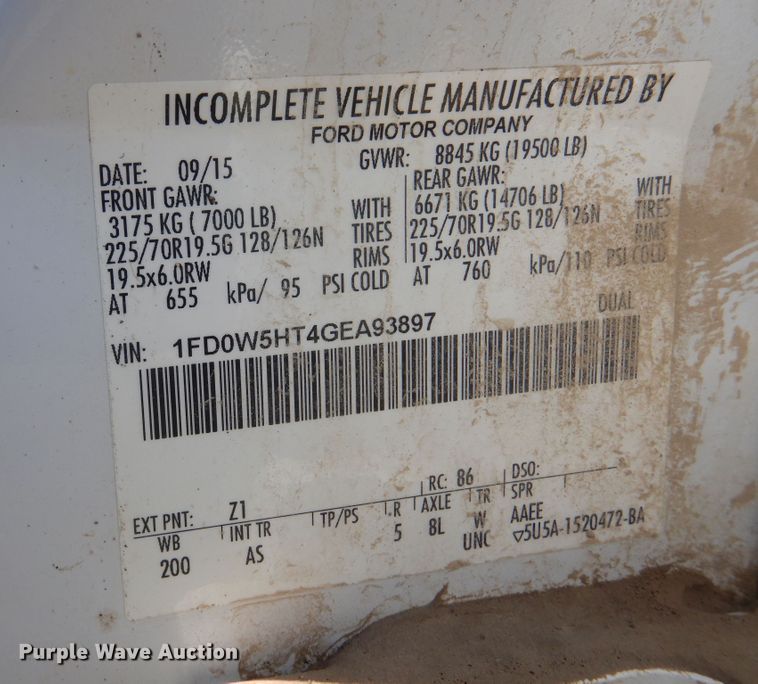 INCOMPLETE VEHICLE MANUFACTURED BY
FORD MOTOR COMPANY
DATE: 09/15 GVWR: 8845 KG (19500 LB)
FRONT GAWR: REAR GAWR:
3175 KG ( 7000 LB) WITH 6671 KG (14706 LB) WITH
225/70R19.5G 128/126N TIRES 225/70R19.5G 128/126N TIRES
19.5x6.0RW RIMS 19.5x6.0RW RIMS
AT 655 kPa/ 95 PSI COLD AT 760 kPa/110 PSI COLD
DUAL
VIN: 1FD0W5HT4GEA93897
EXT PNT: Z1 RC: 86 DSO:
WB INT TR TP/PS R AXLE TR SPR
200 AS 5 8L W AAEE
UNC ▽5U5A-1520472-BA
Purple Wave Auction